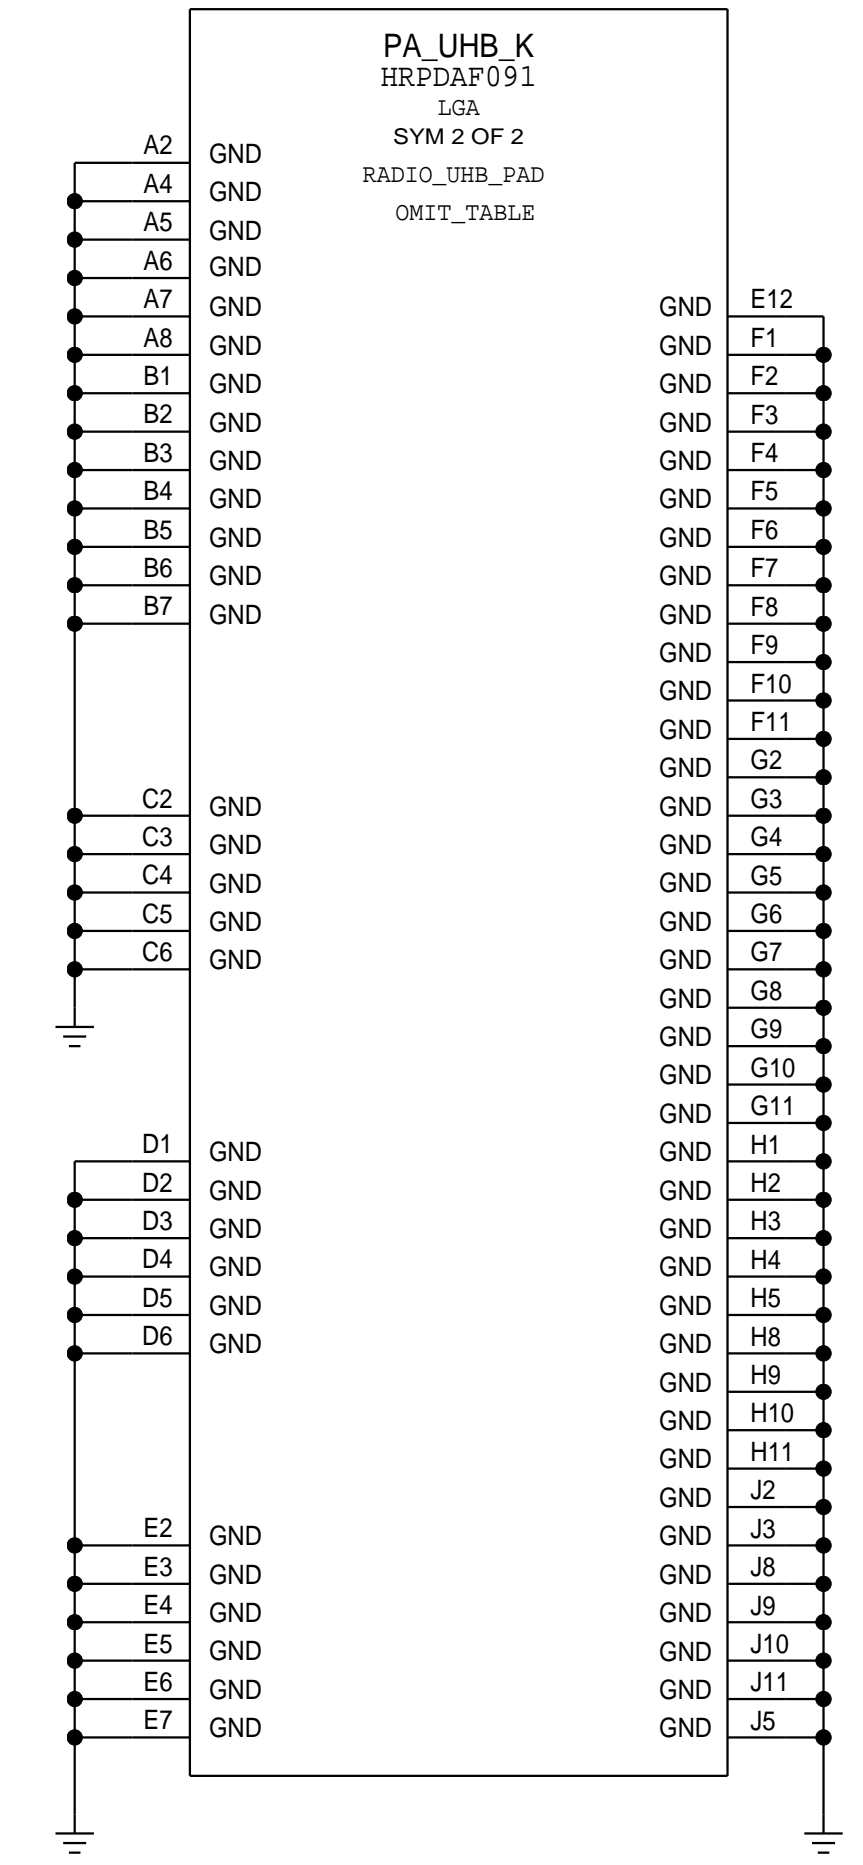 PA_UHB_K
HRPDAF091
LGA
SYM 2 OF 2
RADIO_UHB_PAD
OMIT_TABLE
A2 GND
A4 GND
A5 GND
A6 GND
A7 GND GND E12
A8 GND GND F1
B1 GND GND F2
B2 GND GND F3
B3 GND GND F4
B4 GND GND F5
B5 GND GND F6
B6 GND GND F7
B7 GND GND F8
GND F9
GND F10
GND F11
GND G2
C2 GND GND G3
C3 GND GND G4
C4 GND GND G5
C5 GND GND G6
C6 GND GND G7
GND G8
GND G9
GND G10
GND G11
D1 GND GND H1
D2 GND GND H2
D3 GND GND H3
D4 GND GND H4
D5 GND GND H5
D6 GND GND H8
GND H9
GND H10
GND H11
GND J2
E2 GND GND J3
E3 GND GND J8
E4 GND GND J9
E5 GND GND J10
E6 GND GND J11
E7 GND GND J5